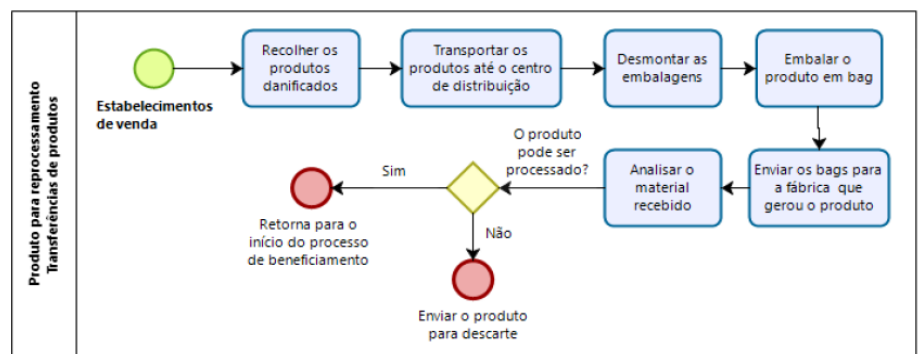 Produto para reprocessamento
Transferências de produtos
Estabelecimentos
de venda
Recolher os
produtos
danificados
Transportar os
produtos até o centro
de distribuição
Desmontar as
embalagens
Embalar o
produto em bag
Enviar os bags para
a fábrica que
gerou o produto
Analisar o
material
recebido
O produto
pode ser
processado?
Sim
Retorna para o
início do processo
de beneficiamento
Não
Enviar o produto
para descarte